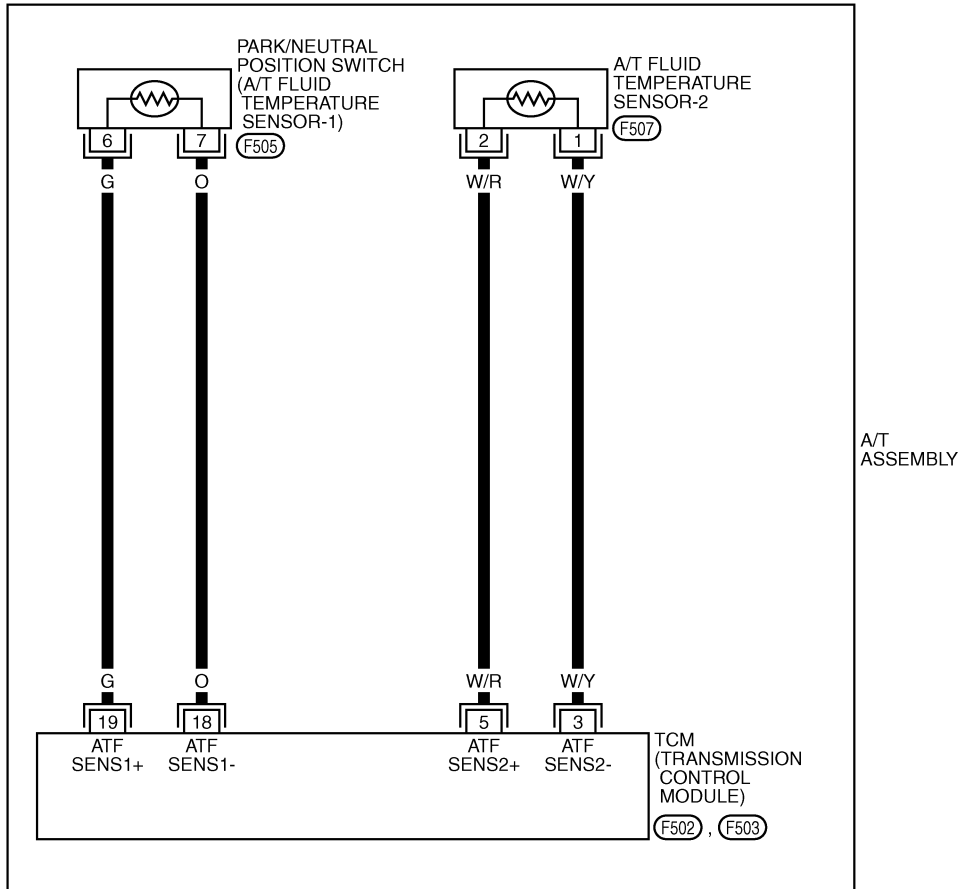 PARK/NEUTRAL
POSITION SWITCH
(A/T FLUID
TEMPERATURE
SENSOR-1)
F505
A/T FLUID
TEMPERATURE
SENSOR-2
F507
6 7 2 1
G O W/R W/Y
A/T
ASSEMBLY
G O W/R W/Y
19 18 5 3
ATF
SENS1+
ATF
SENS1-
ATF
SENS2+
ATF
SENS2-
TCM
(TRANSMISSION
CONTROL
MODULE)
F502 , F503